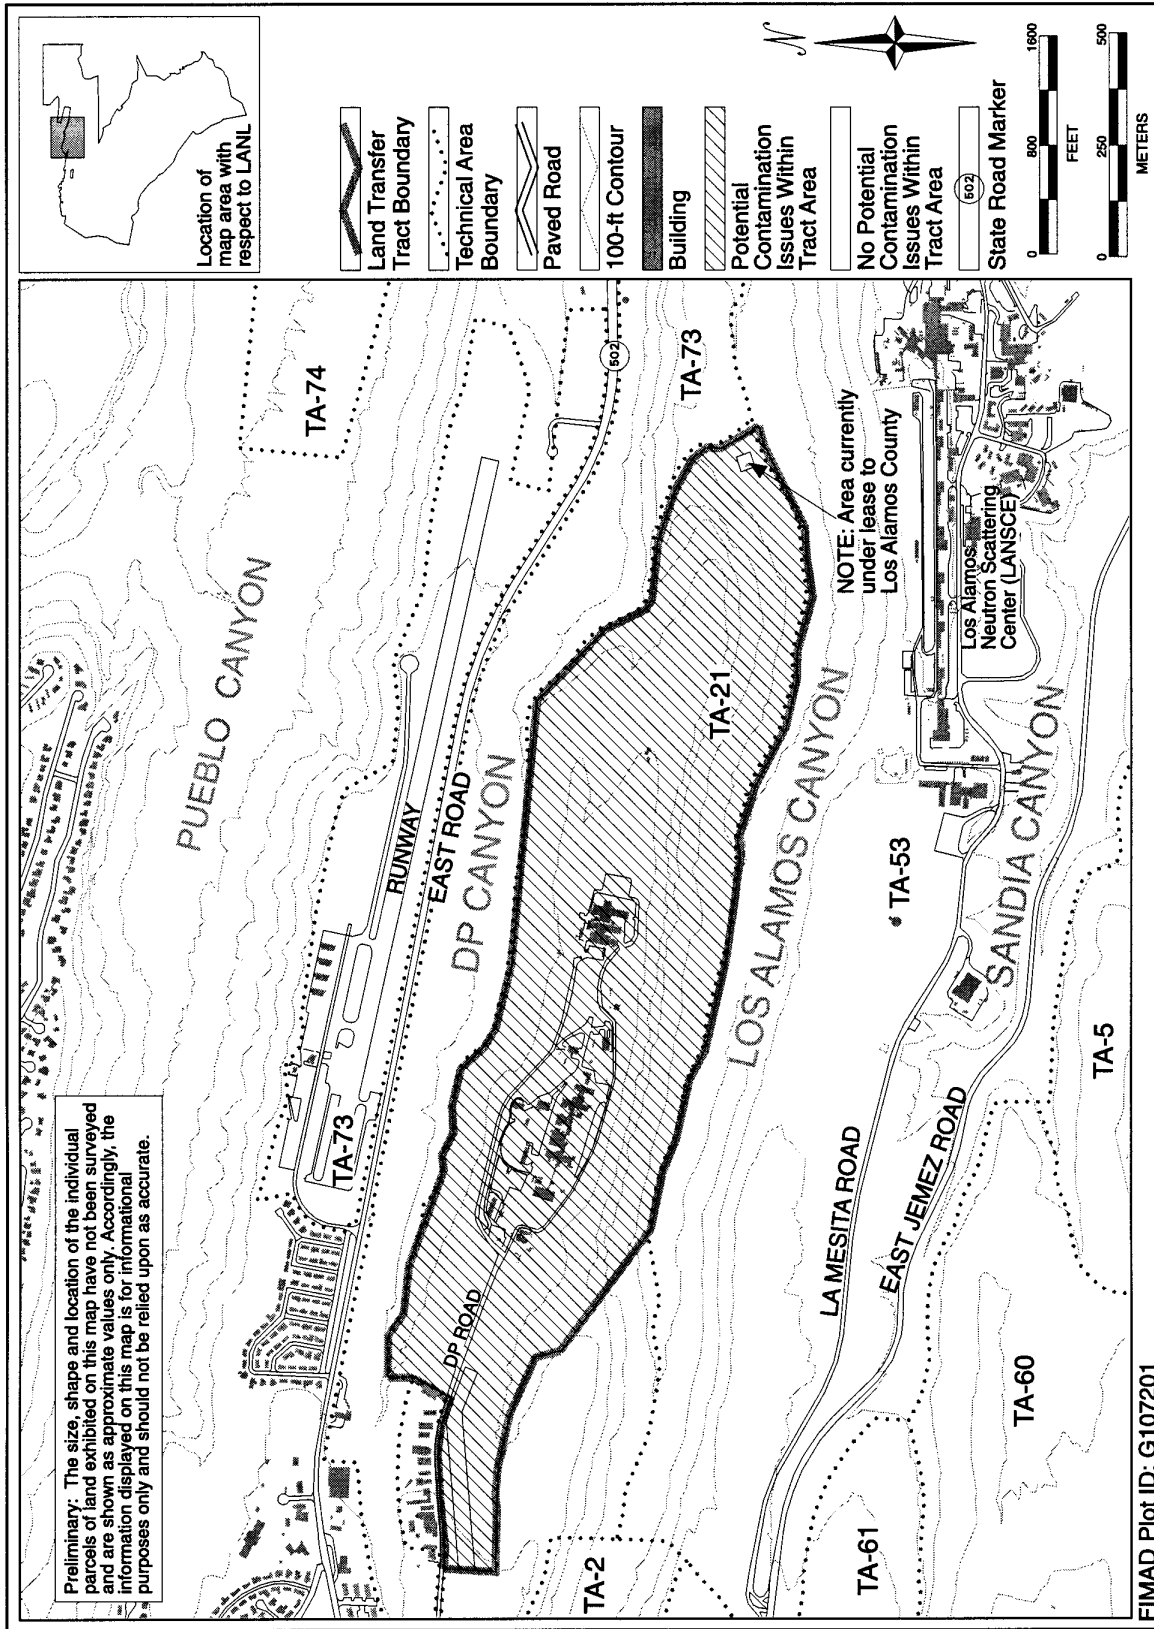 Preliminary: The size, shape and location of the individual
parcels of land exhibited on this map have not been surveyed
and are shown as approximate values only. Accordingly, the
information displayed on this map is for informational
purposes only and should not be relied upon as accurate.
PUEBLO CANYON
TA-74
TA-73
RUNWAY
EAST ROAD
502
DP CANYON
TA-73
DP ROAD
TA-21
NOTE: Area currently
under lease to
Los Alamos County
LOS ALAMOS CANYON
TA-2
TA-53
Los Alamos
Neutron Scattering
Center (LANSCE)
LA MESITA ROAD
SANDIA CANYON
EAST JEMEZ ROAD
TA-61
TA-60
TA-5
FIMAD Plot ID: G107201
Location of
map area with
respect to LANL
Land Transfer
Tract Boundary
Technical Area
Boundary
Paved Road
100-ft Contour
Building
Potential
Contamination
Issues Within
Tract Area
No Potential
Contamination
Issues Within
Tract Area
502
State Road Marker
N
0 800 1600
FEET
0 250 500
METERS